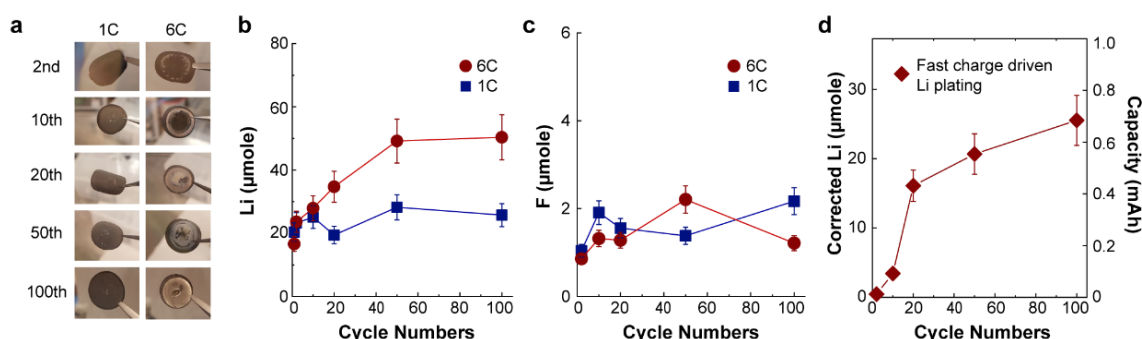 a
1C 6C
2nd
10th
20th
50th
100th
b
Li (µmole)
80
60
40
20
0
6C
1C
0 20 40 60 80 100
Cycle Numbers
c
F (µmole)
6
4
2
0
6C
1C
0 20 40 60 80 100
Cycle Numbers
d
Corrected Li (µmole)
30
20
10
0
Fast charge driven
Li plating
1.0
0.8
0.6
0.4
0.2
0.0
Capacity (mAh)
0 20 40 60 80 100
Cycle Numbers